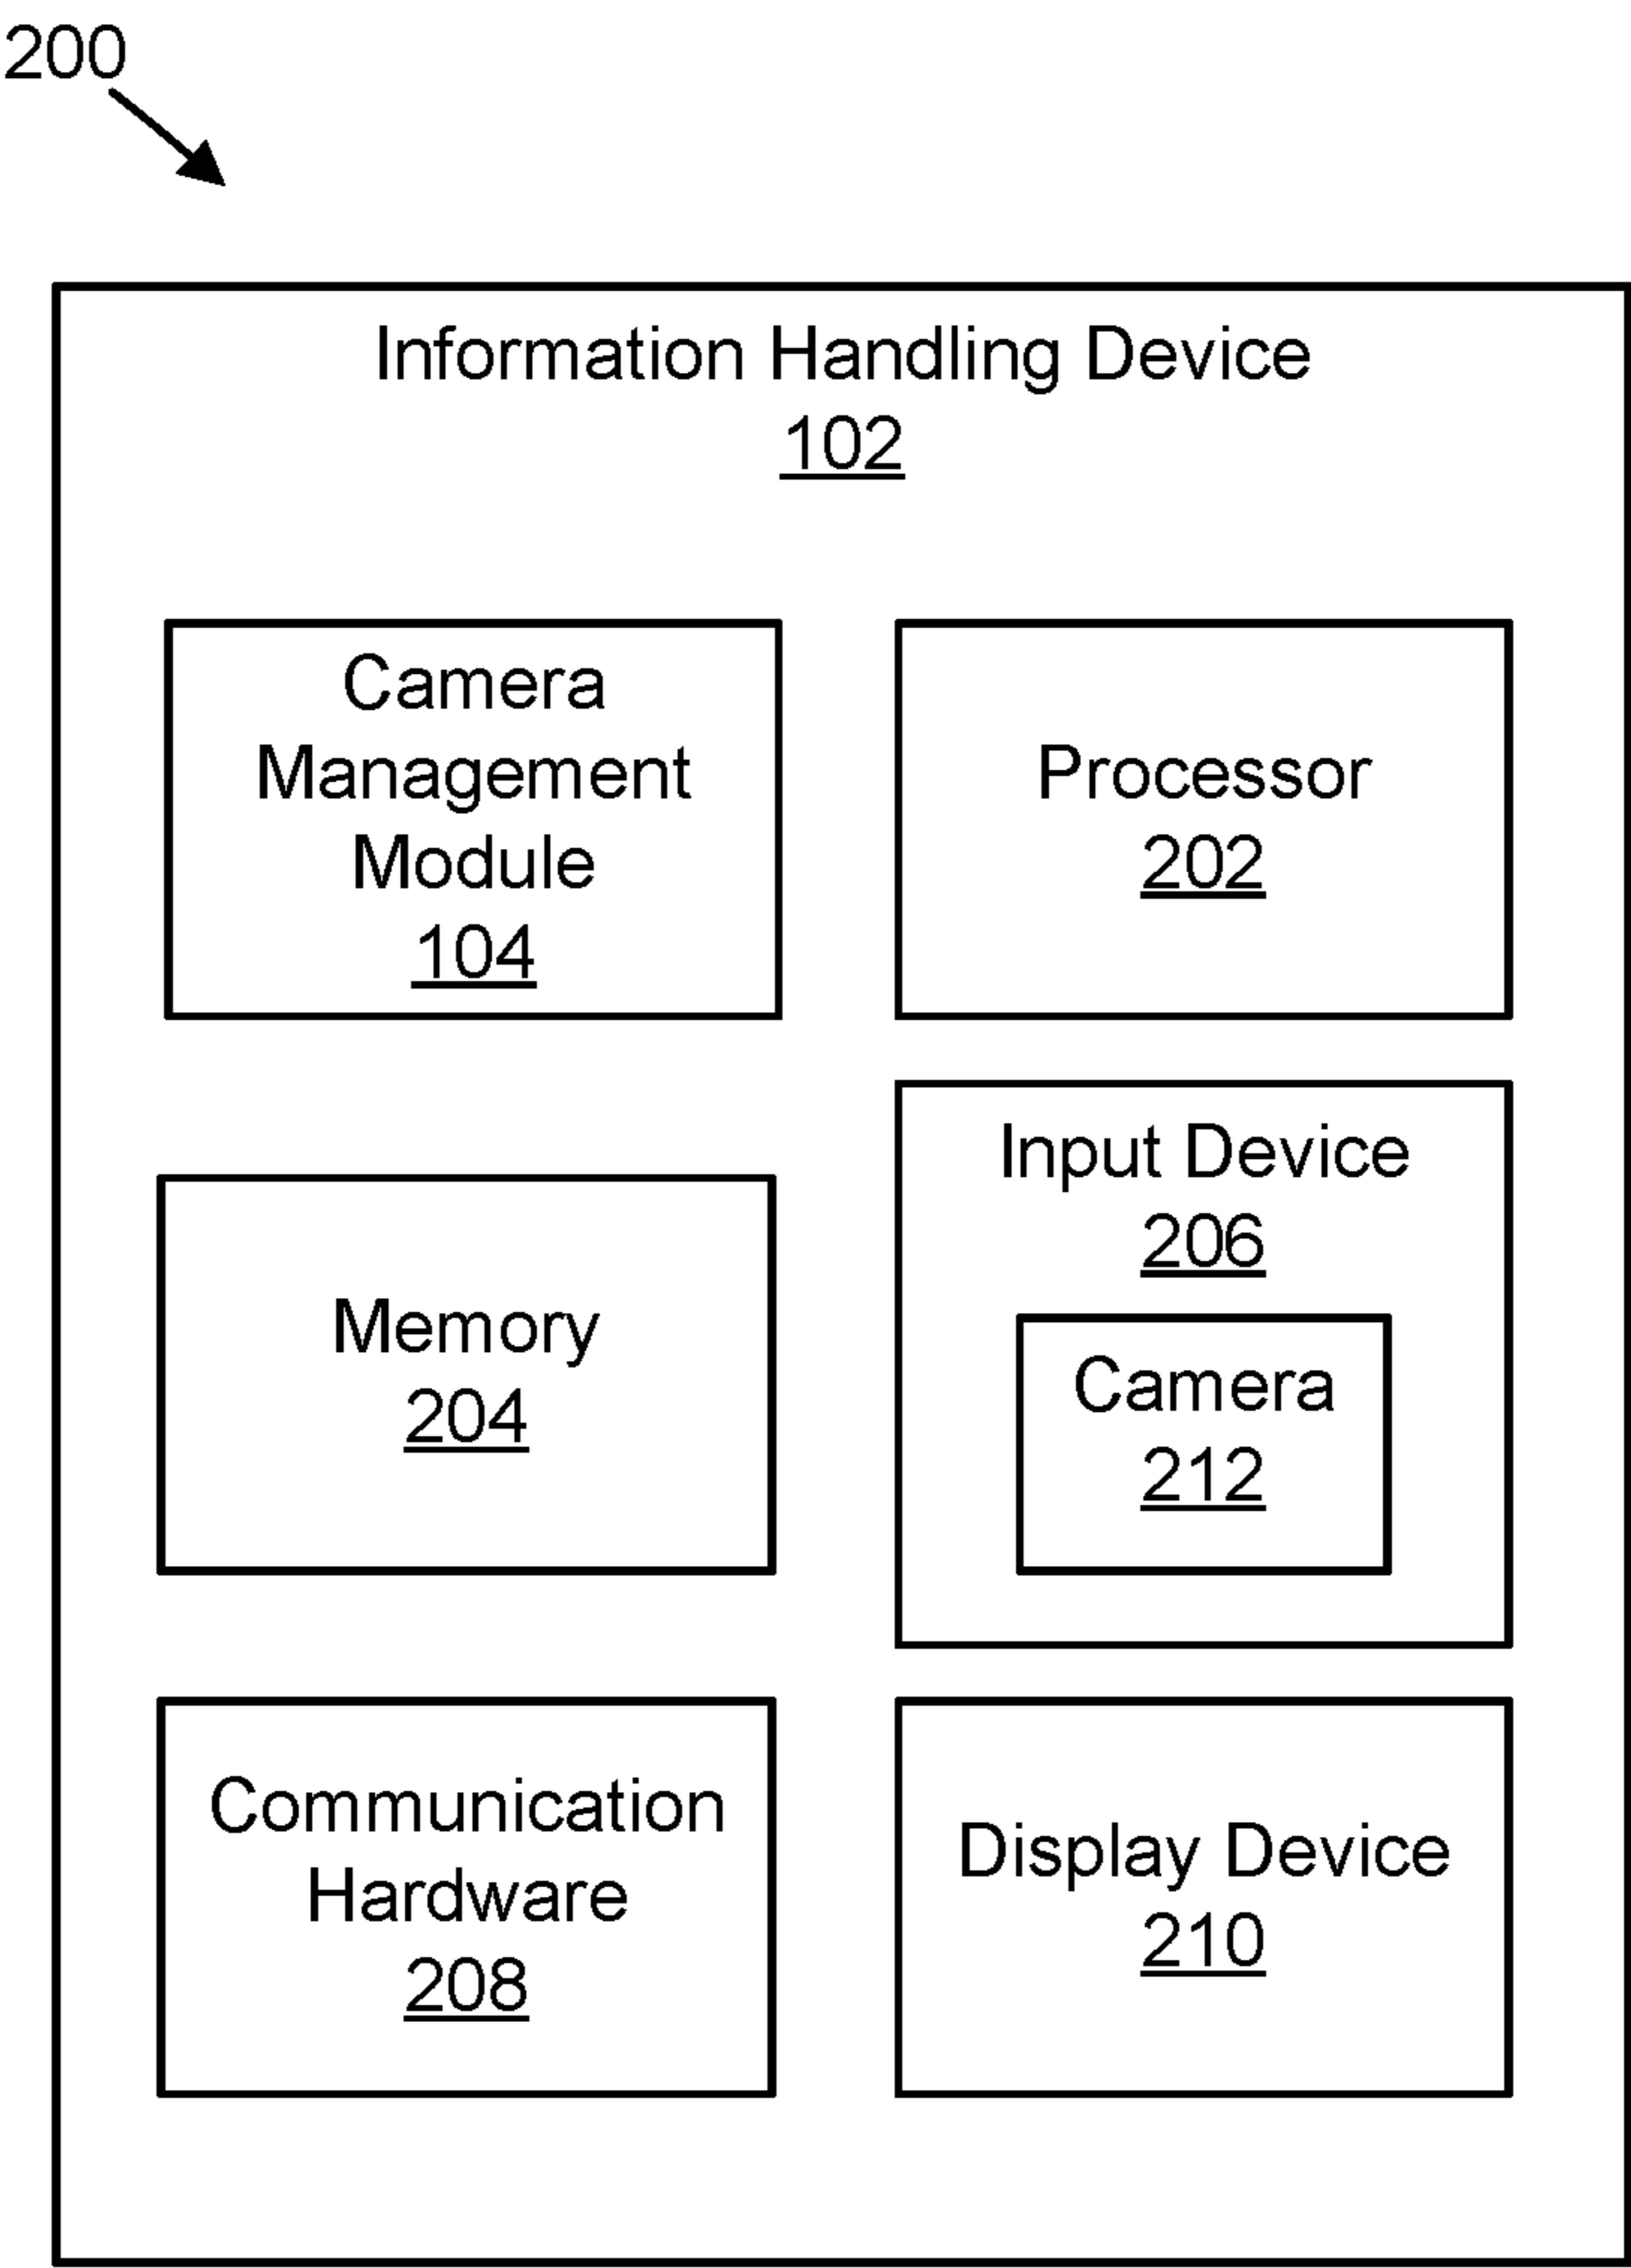 200
Information Handling Device
102
Camera
Management
Module
104
Processor
202
Memory
204
Input Device
206
Camera
212
Communication
Hardware
208
Display Device
210